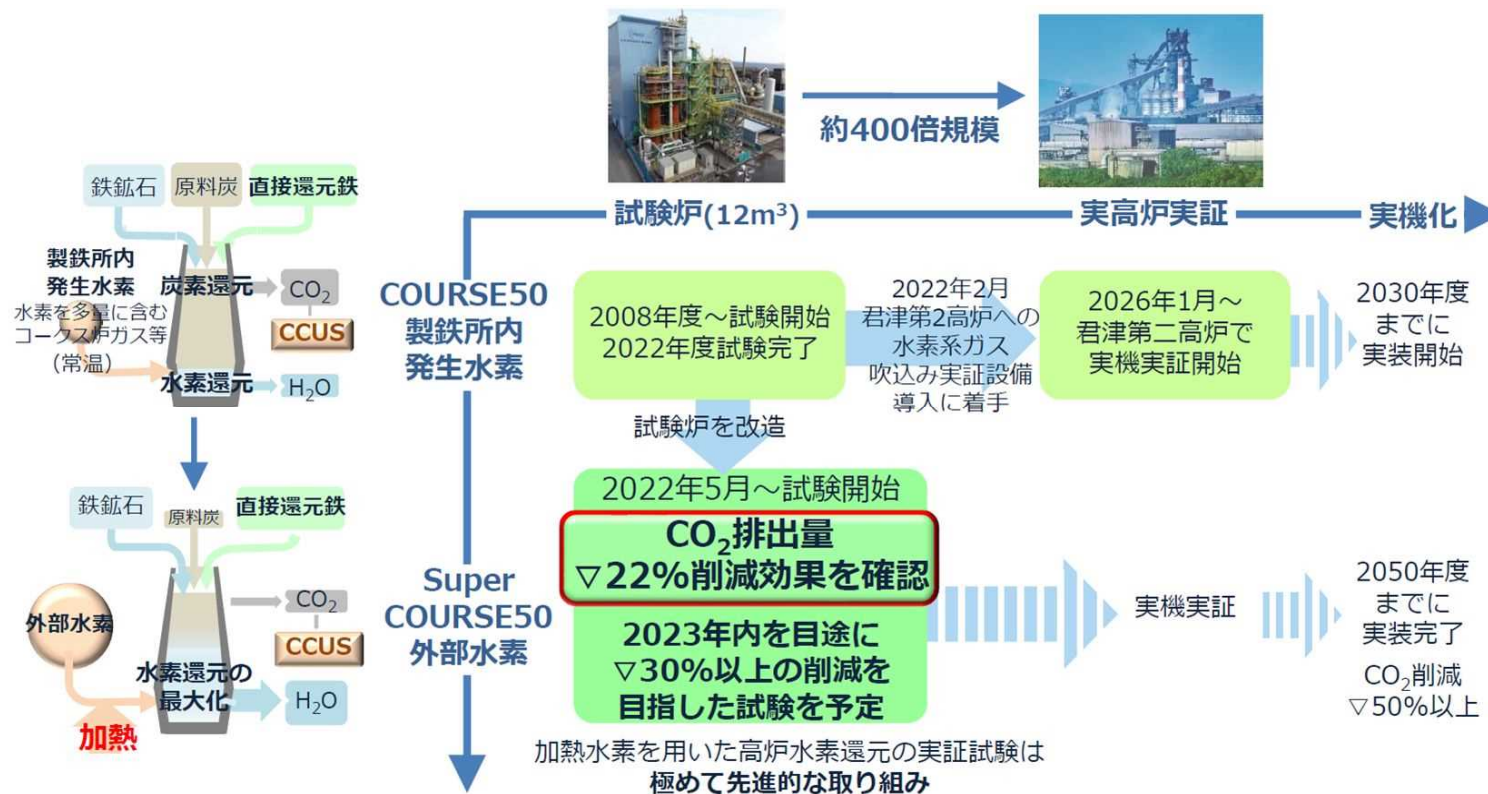 約400倍規模
試験炉(12m³)
実高炉実証
実機化
鉄鉱石
原料炭
直接還元鉄
製鉄所内
発生水素
水素を多量に含む
コークス炉ガス等
（常温）
炭素還元
CO₂
CCUS
水素還元
H₂O
COURSE50
製鉄所内
発生水素
2008年度～試験開始
2022年度試験完了
2022年2月
君津第2高炉への
水素系ガス
吹込み実証設備
導入に着手
2026年1月～
君津第二高炉で
実機実証開始
2030年度
までに
実装開始
試験炉を改造
鉄鉱石
原料炭
直接還元鉄
外部水素
加熱
水素還元の
最大化
CO₂
CCUS
H₂O
Super
COURSE50
外部水素
2022年5月～試験開始
CO₂排出量
▽22%削減効果を確認
2023年内を目途に
▽30%以上の削減を
目指した試験を予定
実機実証
2050年度
までに
実装完了
CO₂削減
▽50%以上
加熱水素を用いた高炉水素還元の実証試験は
極めて先進的な取り組み